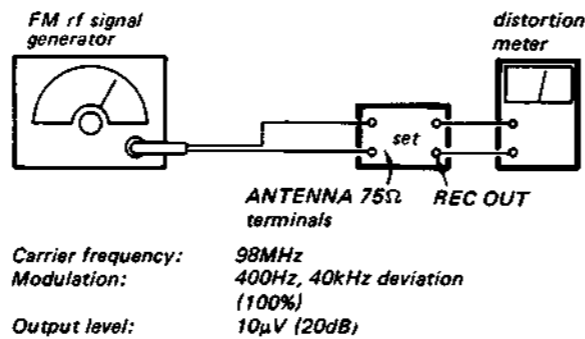 FM rf signal
generator
distortion
meter
set
ANTENNA 75Ω
terminals
REC OUT
Carrier frequency: 98MHz
Modulation: 400Hz, 40kHz deviation
(100%)
Output level: 10µV (20dB)